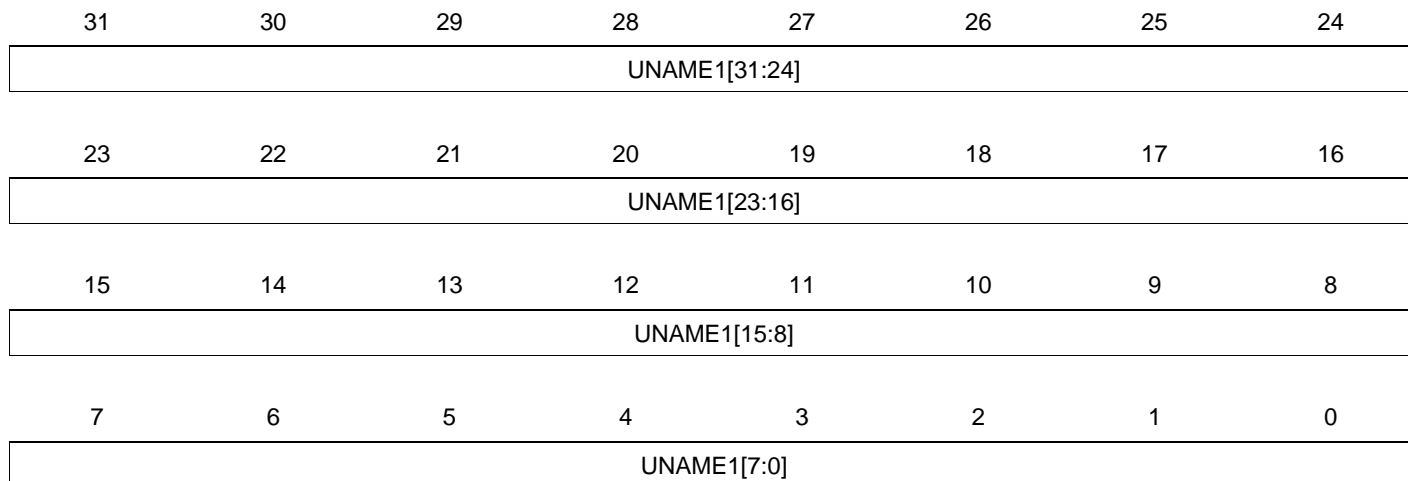 31 30 29 28 27 26 25 24
UNAME1[31:24]
23 22 21 20 19 18 17 16
UNAME1[23:16]
15 14 13 12 11 10 9 8
UNAME1[15:8]
7 6 5 4 3 2 1 0
UNAME1[7:0]